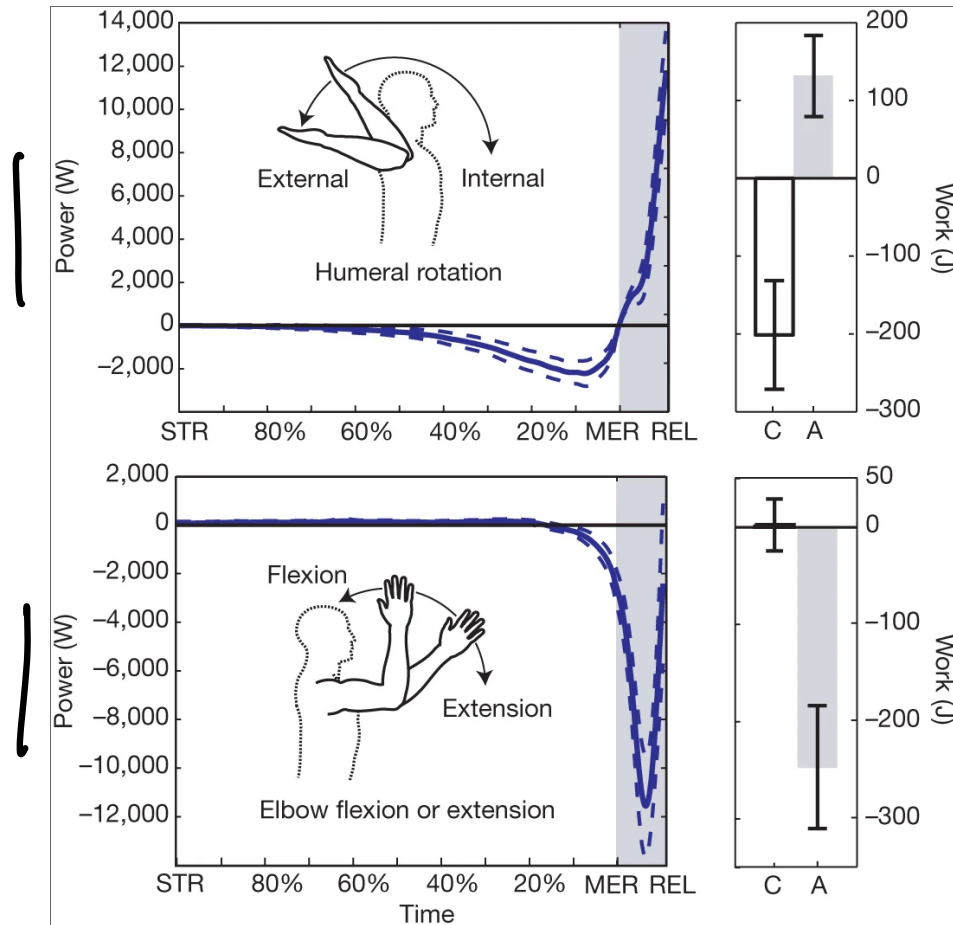 14,000
12,000
10,000
8,000
6,000
4,000
2,000
0
−2,000
Power (W)
External
Internal
Humeral rotation
STR 80% 60% 40% 20% MER REL
200
100
0
−100
−200
−300
Work (J)
C A
2,000
0
−2,000
−4,000
−6,000
−8,000
−10,000
−12,000
Power (W)
Flexion
Extension
Elbow flexion or extension
STR 80% 60% 40% 20% MER REL
Time
50
0
−100
−200
−300
Work (J)
C A